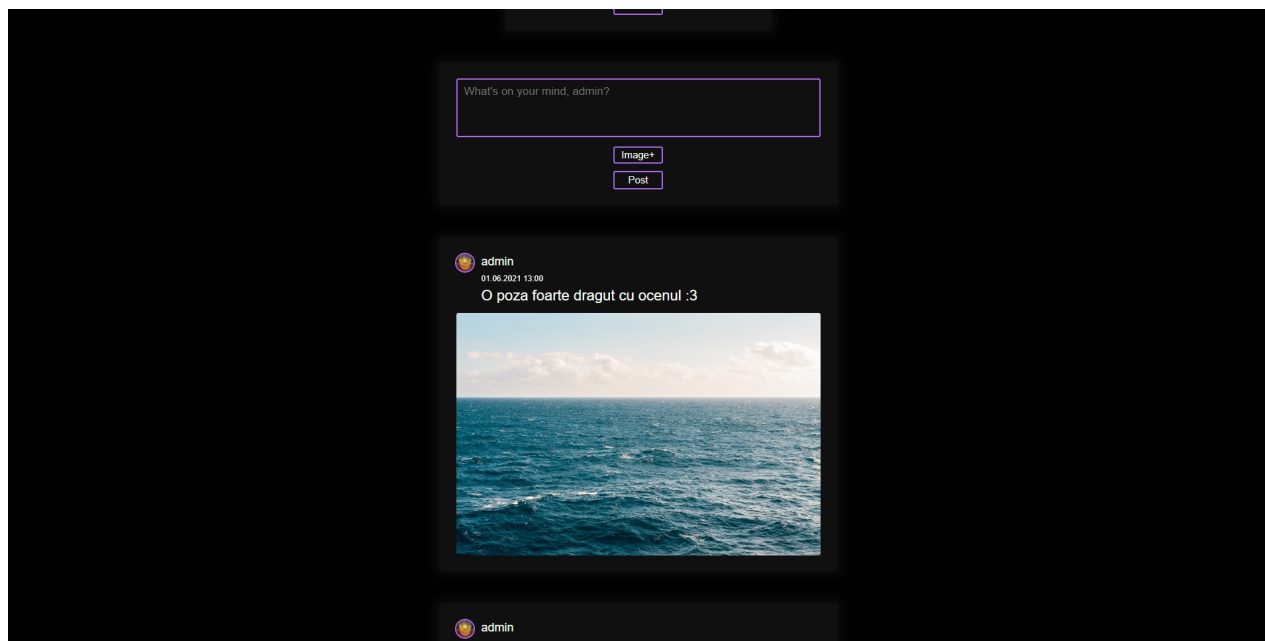 What's on your mind, admin?
Image+
Post
admin
01.06.2021 13:00
O poza foarte dragut cu ocenul :3
admin